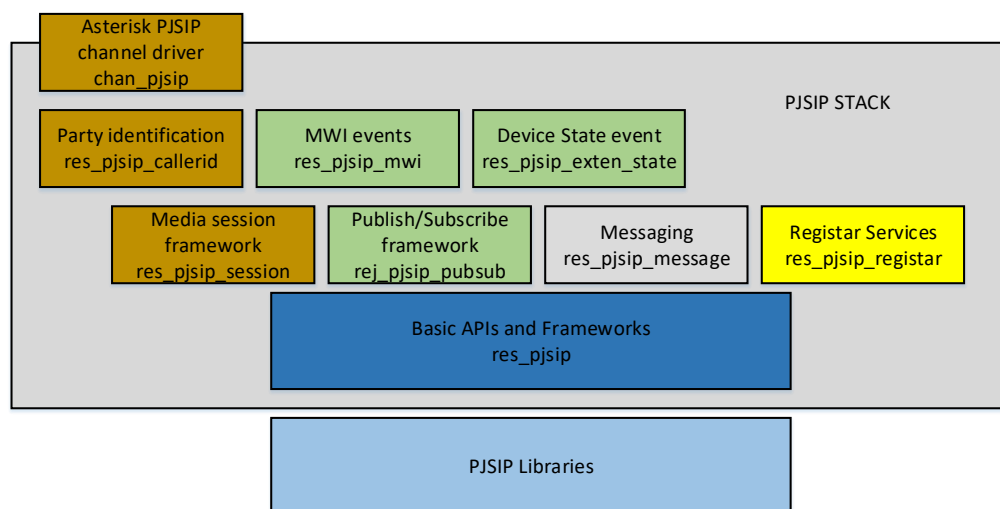 Asterisk PJSIP
channel driver
chan_pjsip
PJSIP STACK
Party identification
res_pjsip_callerid
MWI events
res_pjsip_mwi
Device State event
res_pjsip_exten_state
Media session
framework
res_pjsip_session
Publish/Subscribe
framework
rej_pjsip_pubsub
Messaging
res_pjsip_message
Registar Services
res_pjsip_registar
Basic APIs and Frameworks
res_pjsip
PJSIP Libraries